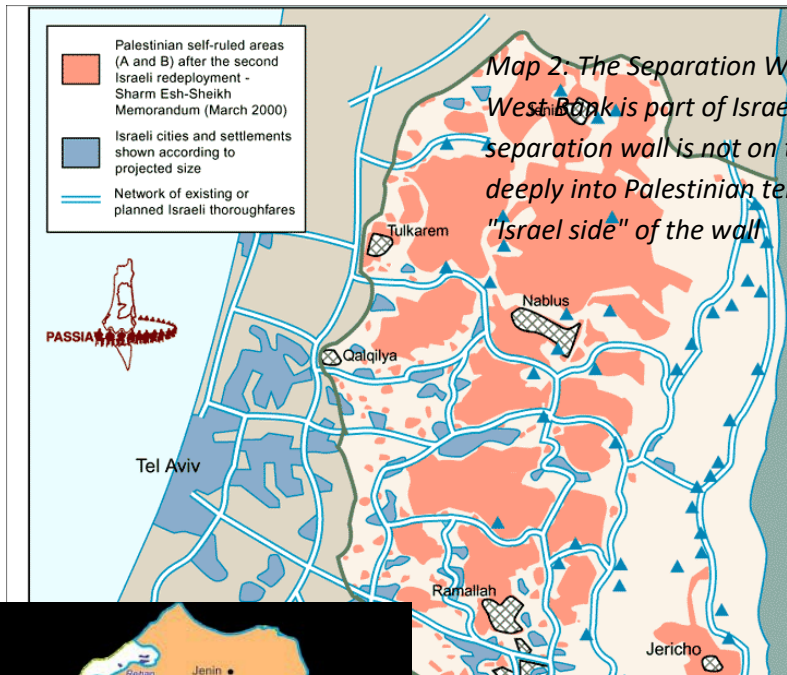 Palestinian self-ruled areas
(A and B) after the second
Israeli redeployment -
Sharm Esh-Sheikh
Memorandum (March 2000)
Israeli cities and settlements
shown according to
projected size
Network of existing or
planned Israeli thoroughfares
Map 2: The Separation W
West Bank is part of Israe
separation wall is not on t
deeply into Palestinian te
"Israel side" of the wall
Jenin
Tulkarem
Nablus
PASSIA
Qalqilya
Tel Aviv
Ramallah
Jericho
Rehan
Jenin